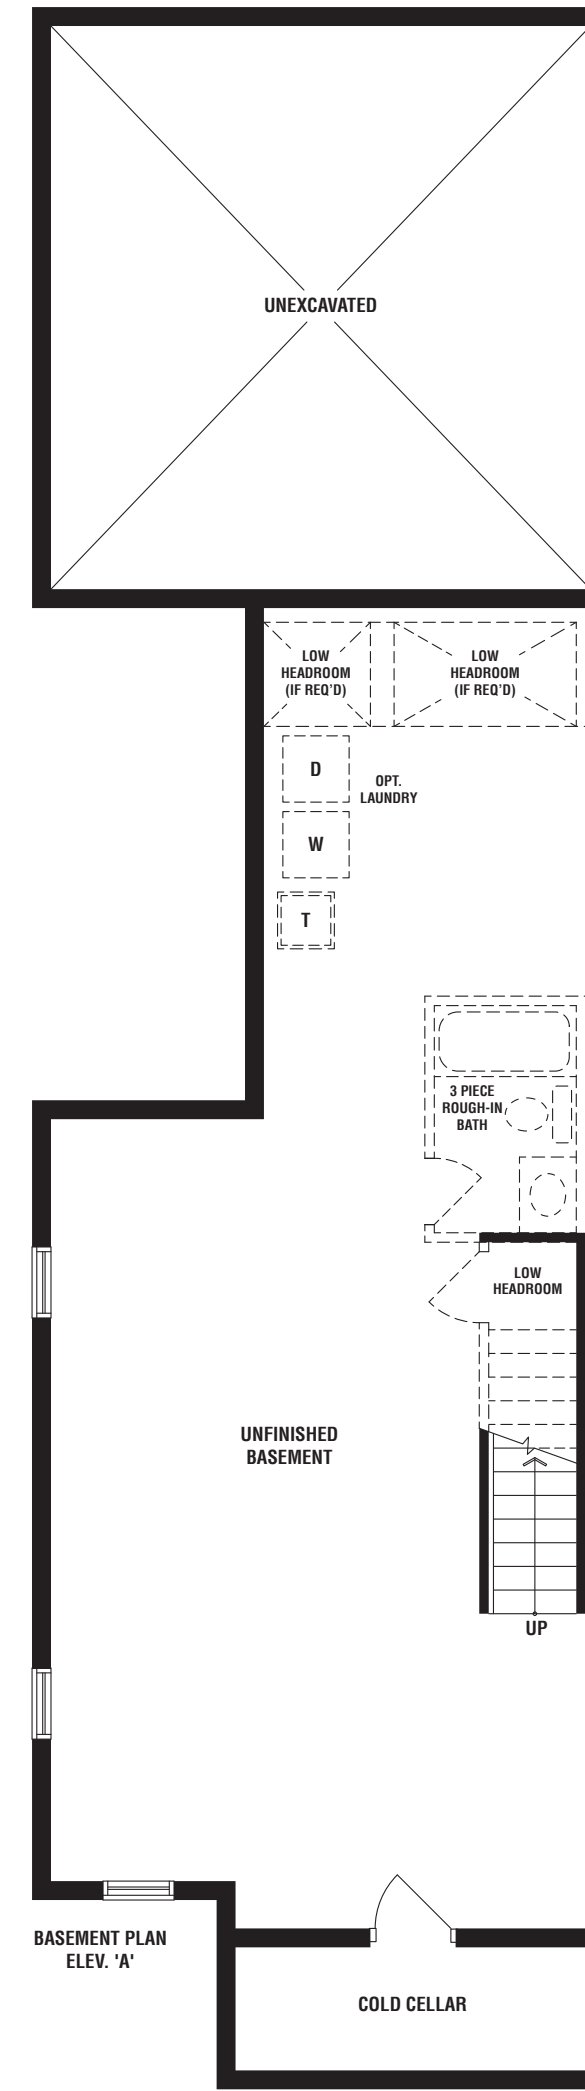 UNEXCAVATED
LOW
HEADROOM
(IF REQ'D)
LOW
HEADROOM
(IF REQ'D)
D
OPT.
LAUNDRY
W
T
3 PIECE
ROUGH-IN
BATH
LOW
HEADROOM
UNFINISHED
BASEMENT
UP
BASEMENT PLAN
ELEV. 'A'
COLD CELLAR